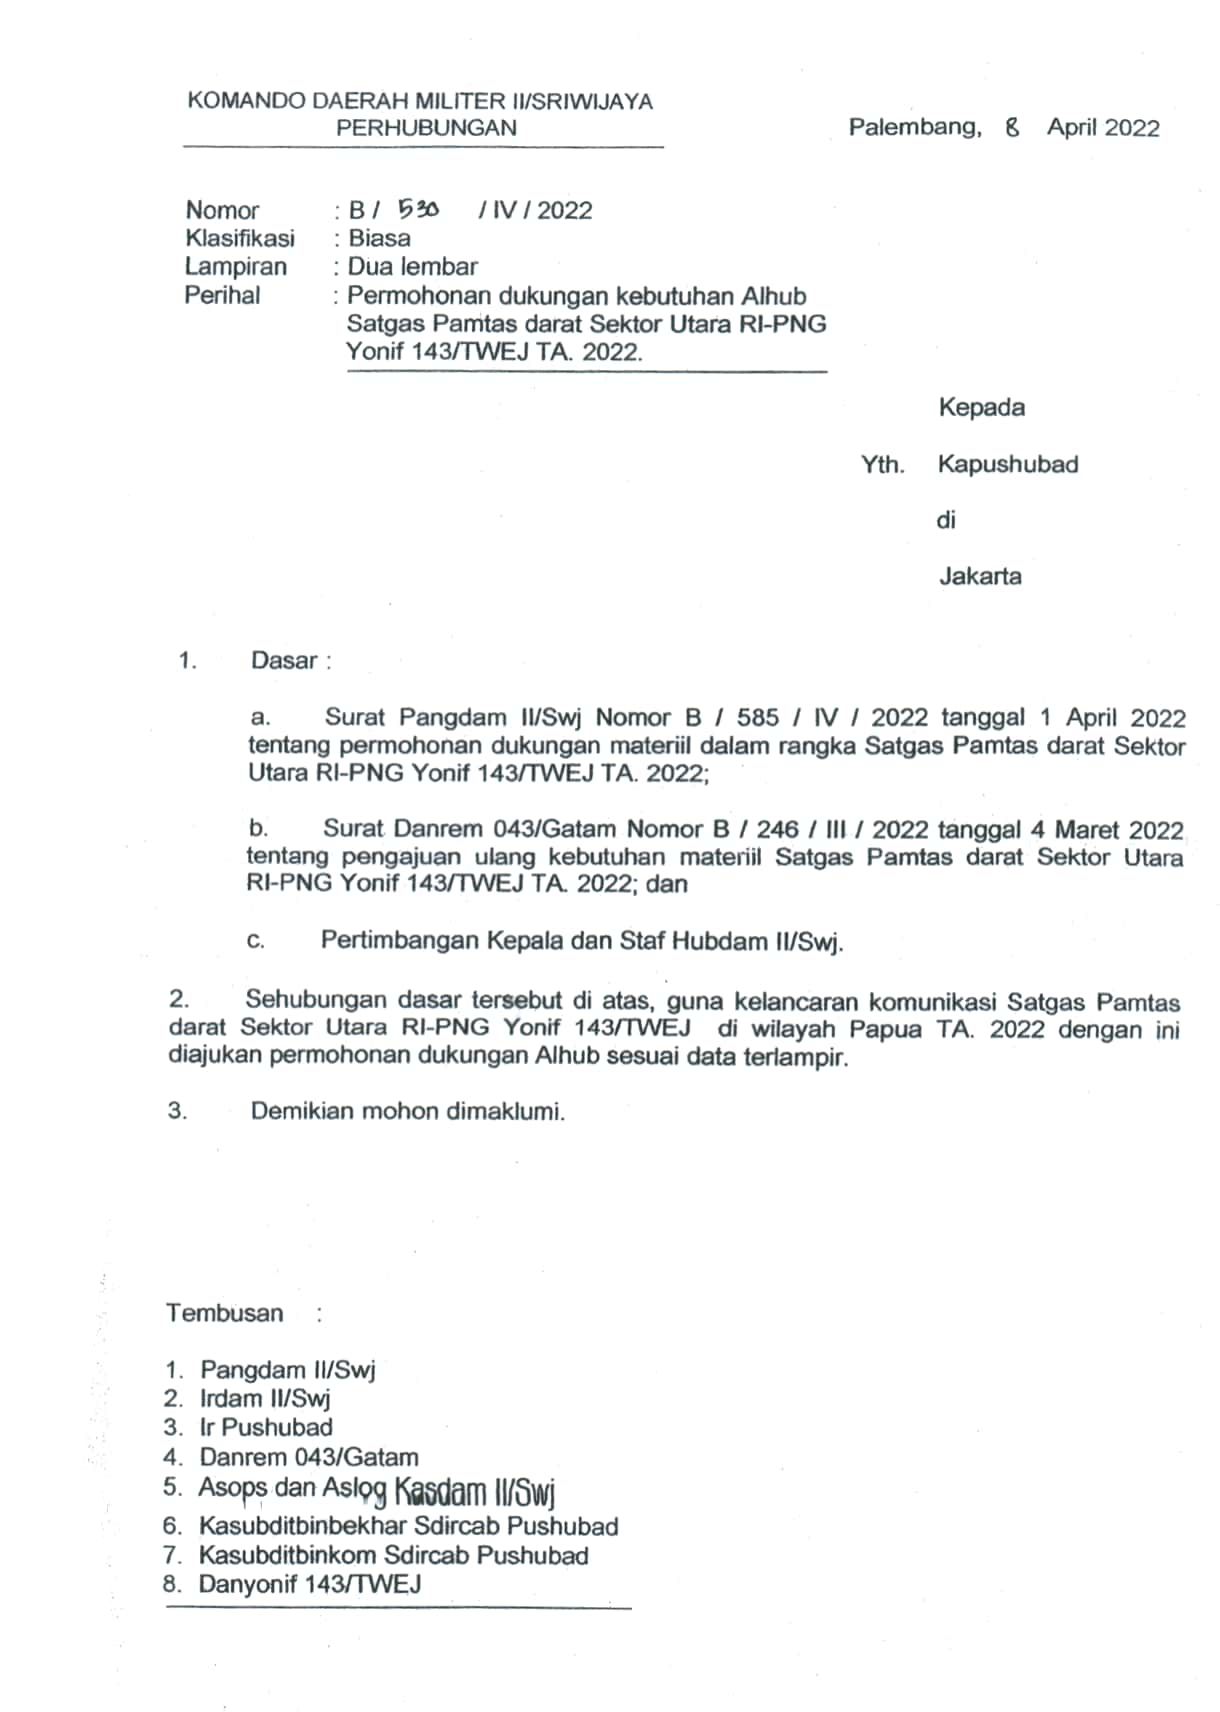 KOMANDO DAERAH MILITER II/SRIWIJAYA
PERHUBUNGAN
Palembang, 8 April 2022
Nomor : B / 530 / IV / 2022
Klasifikasi : Biasa
Lampiran : Dua lembar
Perihal : Permohonan dukungan kebutuhan Alhub
Satgas Pamtas darat Sektor Utara RI-PNG
Yonif 143/TWEJ TA. 2022.
Kepada
Yth. Kapushubad
di
Jakarta
1. Dasar :
a. Surat Pangdam II/Swj Nomor B / 585 / IV / 2022 tanggal 1 April 2022
tentang permohonan dukungan materiil dalam rangka Satgas Pamtas darat Sektor
Utara RI-PNG Yonif 143/TWEJ TA. 2022;
b. Surat Danrem 043/Gatam Nomor B / 246 / III / 2022 tanggal 4 Maret 2022
tentang pengajuan ulang kebutuhan materiil Satgas Pamtas darat Sektor Utara
RI-PNG Yonif 143/TWEJ TA. 2022; dan
c. Pertimbangan Kepala dan Staf Hubdam II/Swj.
2. Sehubungan dasar tersebut di atas, guna kelancaran komunikasi Satgas Pamtas
darat Sektor Utara RI-PNG Yonif 143/TWEJ di wilayah Papua TA. 2022 dengan ini
diajukan permohonan dukungan Alhub sesuai data terlampir.
3. Demikian mohon dimaklumi.
Tembusan :
1. Pangdam II/Swj
2. Irdam II/Swj
3. Ir Pushubad
4. Danrem 043/Gatam
5. Asops dan Aslog Kasdam II/Swj
6. Kasubditbinbekhar Sdircab Pushubad
7. Kasubditbinkom Sdircab Pushubad
8. Danyonif 143/TWEJ